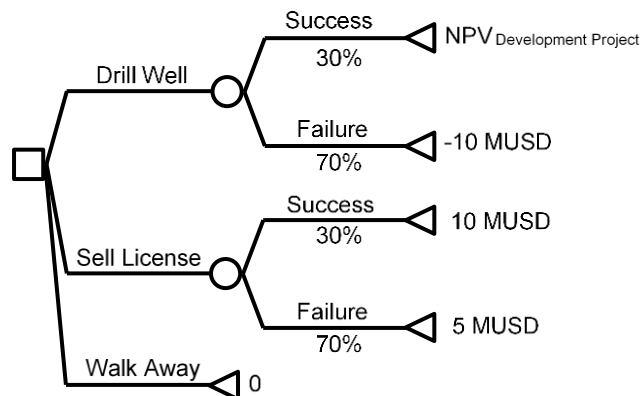 Success
30%
NPV Development Project
Drill Well
Failure
70%
-10 MUSD
Success
30%
10 MUSD
Sell License
Failure
70%
5 MUSD
Walk Away
0